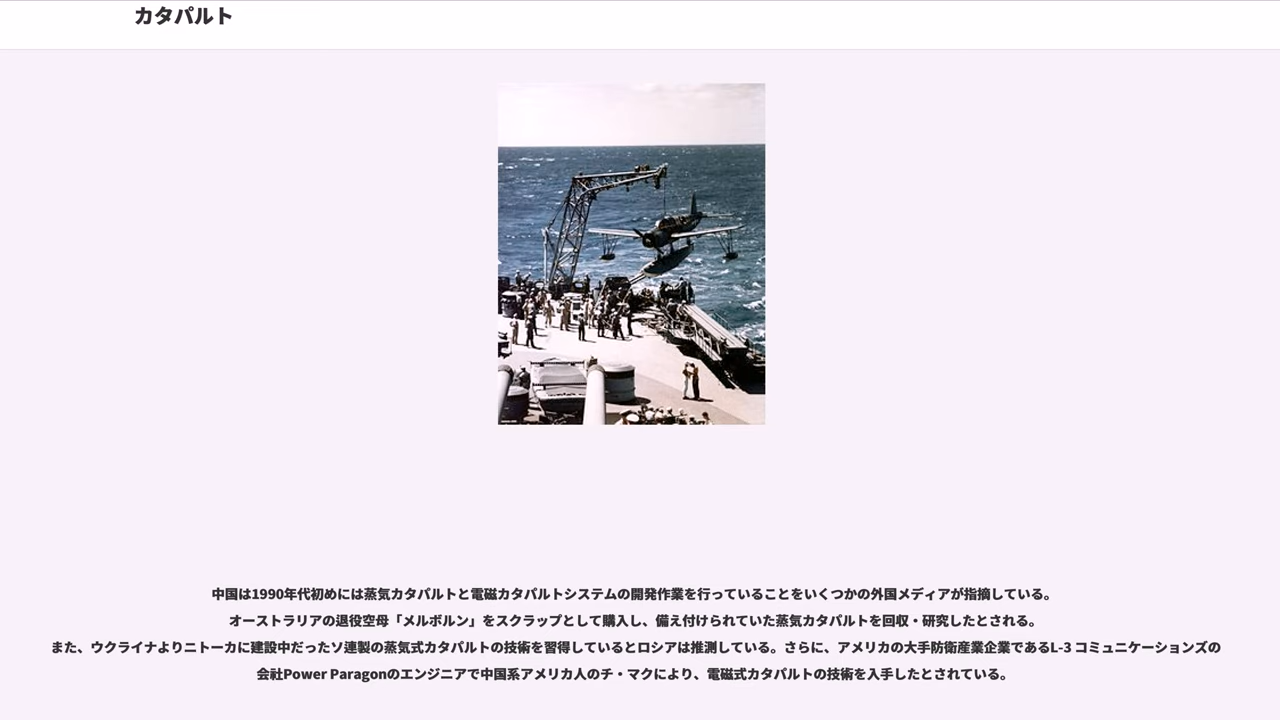 カタパルト
中国は1990年代初めには蒸気カタパルトと電磁カタパルトシステムの開発作業を行っていることをいくつかの外国メディアが指摘している。
オーストラリアの退役空母「メルボルン」をスクラップとして購入し、備え付けられていた蒸気カタパルトを回収・研究したとされる。
また、ウクライナよりニトーカに建設中だったソ連製の蒸気式カタパルトの技術を習得しているとロシアは推測している。さらに、アメリカの大手防衛産業企業であるL-3 コミュニケーションズの
会社Power Paragonのエンジニアで中国系アメリカ人のチ・マクにより、電磁式カタパルトの技術を入手したとされている。